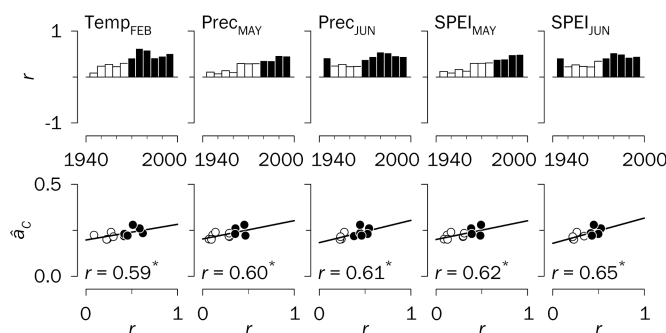 Temp_FEB Prec_MAY Prec_JUN SPEI_MAY SPEI_JUN
1
r
-1
1940 2000 1940 2000 1940 2000 1940 2000 1940 2000
0.5
â_C
0.0
r = 0.59* r = 0.60* r = 0.61* r = 0.62* r = 0.65*
0 1 0 1 0 1 0 1 0 1
r r r r r